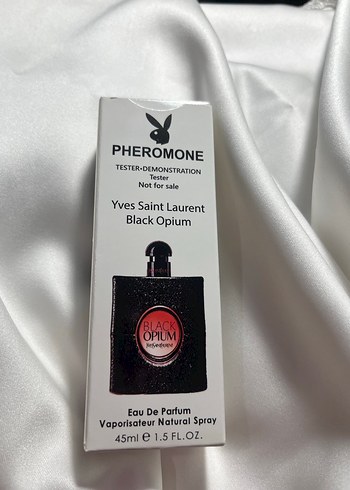 PHEROMONE
TESTER•DEMONSTRATION
Tester
Not for sale
Yves Saint Laurent
Black Opium
BLACK
OPIUM
YVESSAINTLAURENT
Eau De Parfum
Vaporisateur Natural Spray
45ml ℮ 1.5 FL.OZ.